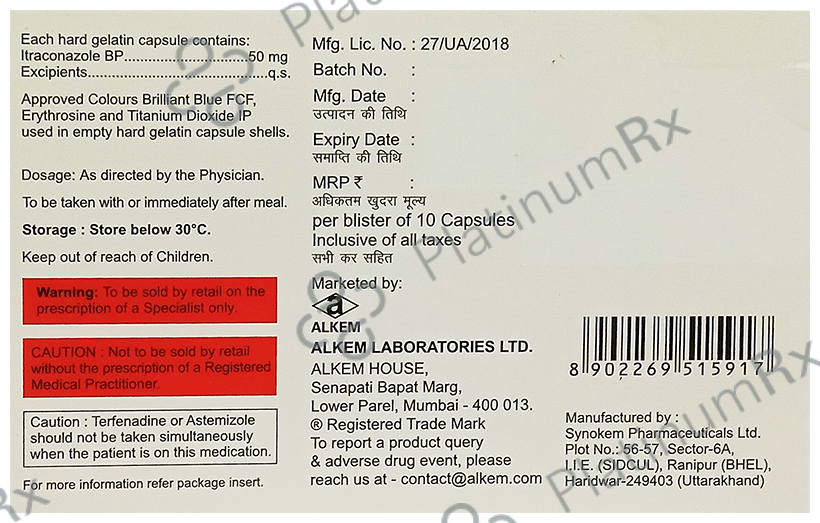 Each hard gelatin capsule contains:
Itraconazole BP............................50 mg
Excipients.........................................q.s.
Approved Colours Brilliant Blue FCF,
Erythrosine and Titanium Dioxide IP
used in empty hard gelatin capsule shells.
Dosage: As directed by the Physician.
To be taken with or immediately after meal.
Storage : Store below 30°C.
Keep out of reach of Children.
Warning: To be sold by retail on the
prescription of a Specialist only.
CAUTION : Not to be sold by retail
without the prescription of a Registered
Medical Practitioner.
Caution : Terfenadine or Astemizole
should not be taken simultaneously
when the patient is on this medication.
For more information refer package insert.
Mfg. Lic. No. : 27/UA/2018
Batch No. :
Mfg. Date :
उत्पादन की तिथि
Expiry Date :
समाप्ति की तिथि
MRP ₹ :
अधिकतम खुदरा मूल्य
per blister of 10 Capsules
Inclusive of all taxes
सभी कर सहित
Marketed by:
a
ALKEM
ALKEM LABORATORIES LTD.
ALKEM HOUSE,
Senapati Bapat Marg,
Lower Parel, Mumbai - 400 013.
® Registered Trade Mark
To report a product query
& adverse drug event, please
reach us at - contact@alkem.com
8 902269 515917
Manufactured by :
Synokem Pharmaceuticals Ltd.
Plot No.: 56-57, Sector-6A,
I.I.E. (SIDCUL), Ranipur (BHEL),
Haridwar-249403 (Uttarakhand)
PlatinumRx
PlatinumRx
PlatinumRx
Rx